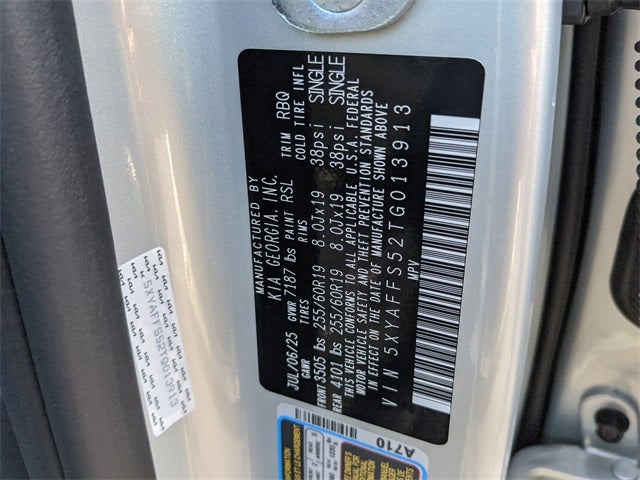 MANUFACTURED BY
KIA GEORGIA, INC.
JUL/06/25 GVWR 7187 lbs PAINT RSL TRIM RBQ
GAWR TIRES RIMS COLD TIRE INFL
FRONT 3505 lbs 255/60R19 8.0Jx19 38psi SINGLE
REAR 4101 lbs 255/60R19 8.0Jx19 38psi SINGLE
THIS VEHICLE CONFORMS TO ALL APPLICABLE U.S.A. FEDERAL
MOTOR VEHICLE SAFETY AND THEFT PREVENTION STANDARDS
IN EFFECT ON THE DATE OF MANUFACTURE SHOWN ABOVE
VIN 5XYAFFS52TG013913
MPV
5XYAFFS52TG013913
A710